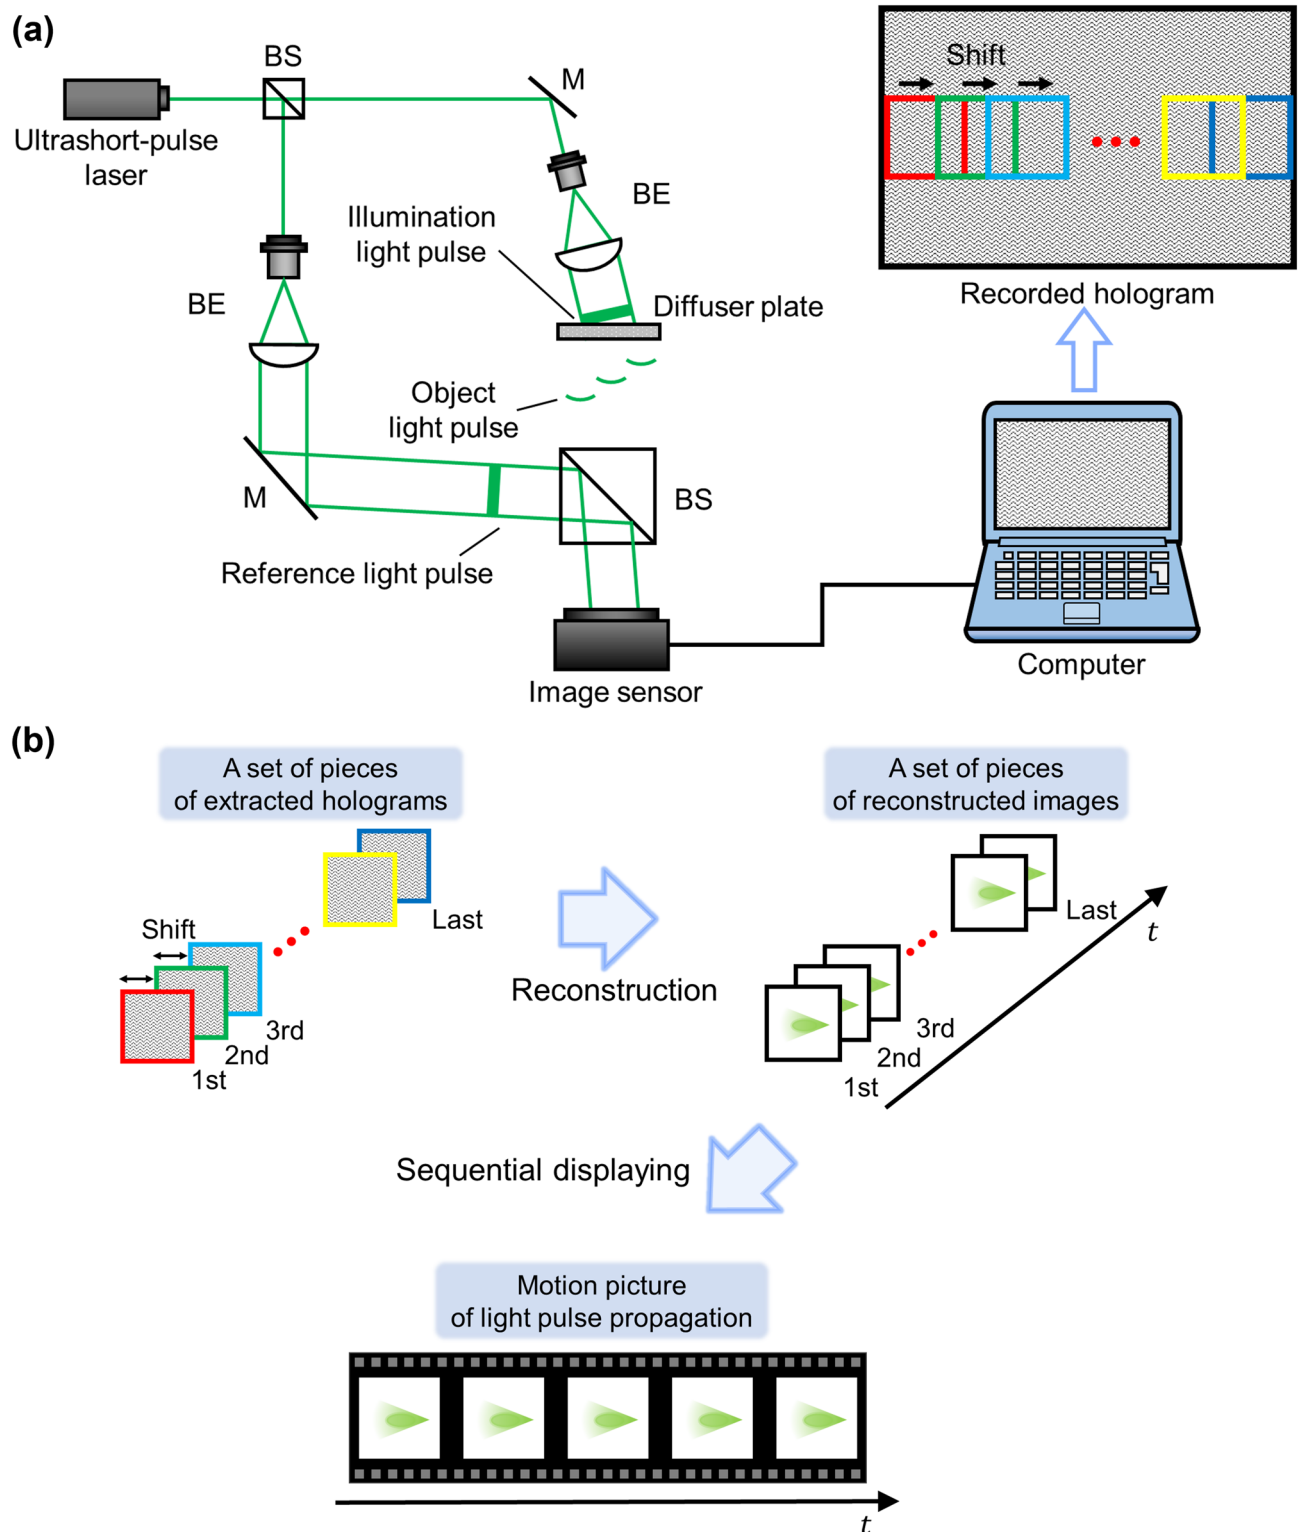 (a)
BS
M
Ultrashort-pulse
laser
BE
Illumination
light pulse
BE
Diffuser plate
Object
light pulse
M
BS
Reference light pulse
Image sensor
Shift
Recorded hologram
Computer
(b)
A set of pieces
of extracted holograms
Shift
1st
2nd
3rd
Last
Reconstruction
A set of pieces
of reconstructed images
1st
2nd
3rd
Last
t
Sequential displaying
Motion picture
of light pulse propagation
t